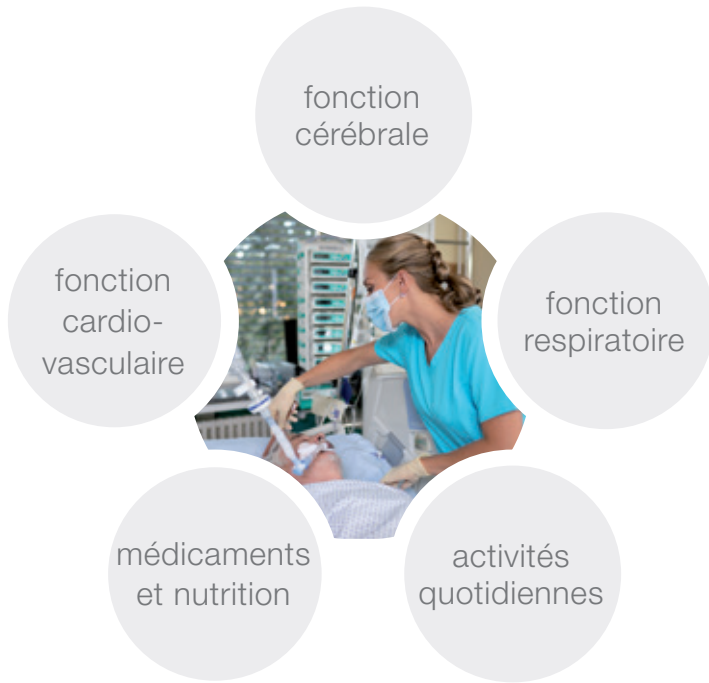 fonction
cérébrale
fonction
cardio-
vasculaire
fonction
respiratoire
médicaments
et nutrition
activités
quotidiennes